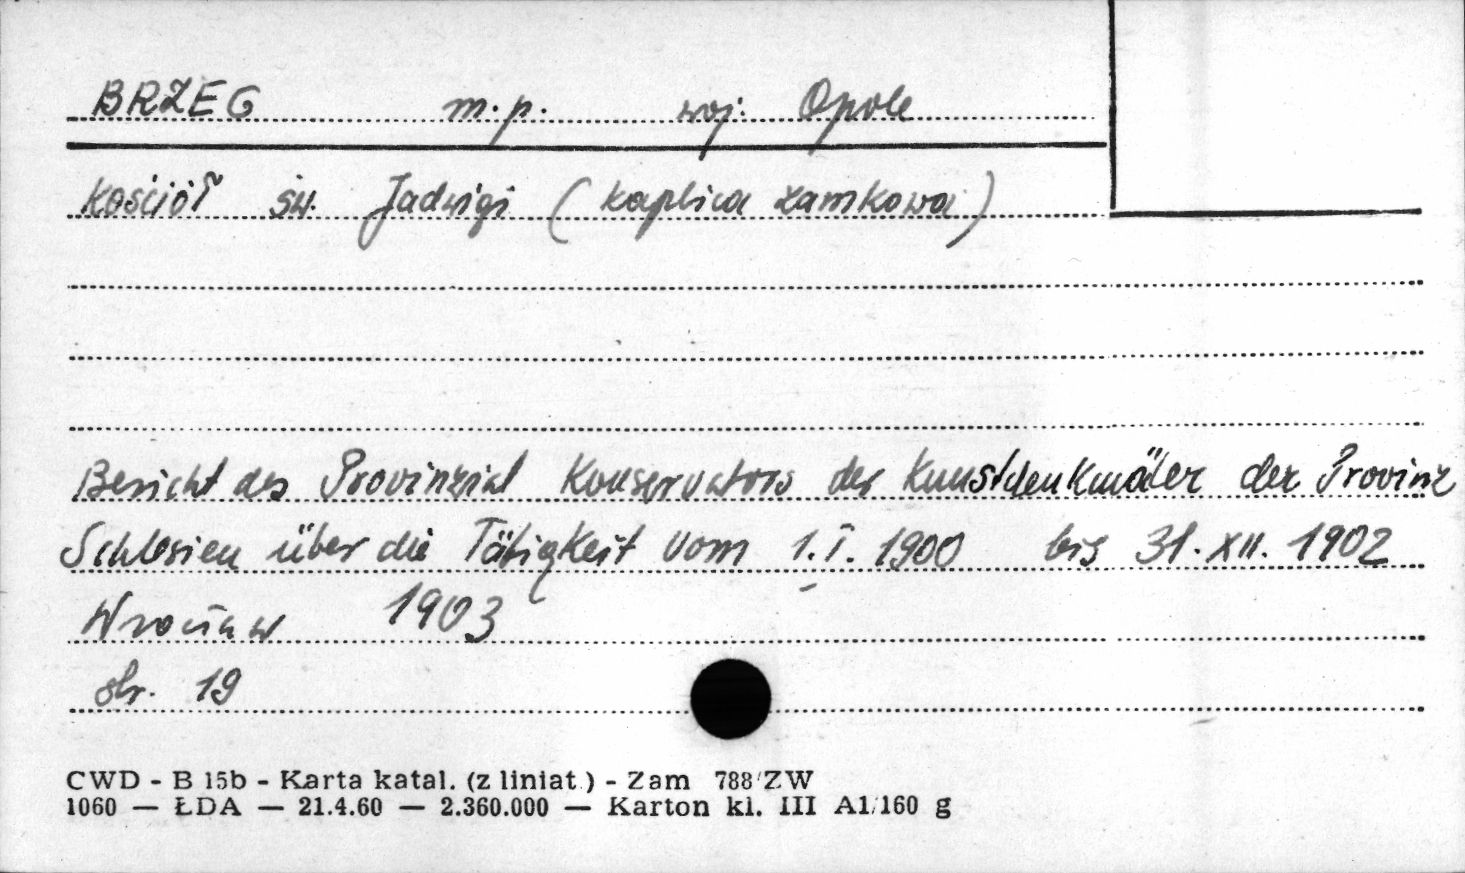 BRZEG m.p. woj. Opole
kościół św. Jadwigi (kaplica zamkowa)
Bericht des Provinzial Konservators der Kunstdenkmäler der Provinz
Schlesien über die Tätigkeit vom 1.I.1900 bis 31.XII.1902
Wrocław 1903
str. 19
CWD - B 15b - Karta katal. (z liniat.) - Zam 788/ZW
1060 — ŁDA — 21.4.60 — 2.360.000 — Karton kl. III A1/160 g